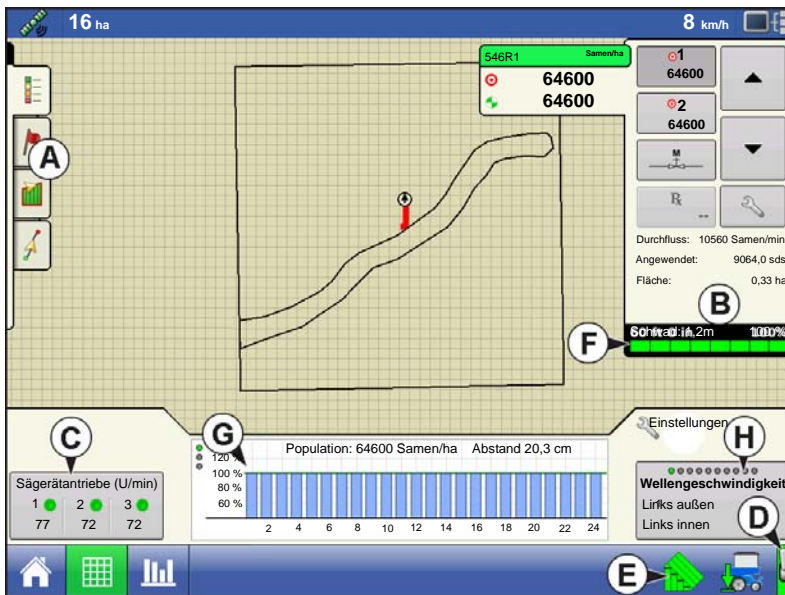 16 ha
8 km/h
546R1 Samen/ha
64600
64600
1
64600
2
64600
M
Rx
--
Durchfluss: 10560 Samen/min
Angewendet: 9064,0 sds
Fläche: 0,33 ha
A
B
100%
F
C
G
H
D
E
Einstellungen
Population: 64600 Samen/ha Abstand 20,3 cm
120 %
100 %
80 %
60 %
2 4 6 8 10 12 14 16 18 20 22 24
Sägerätantriebe (U/min)
1 2 3
77 72 72
Wellengeschwindigkeit
Links außen
Links innen